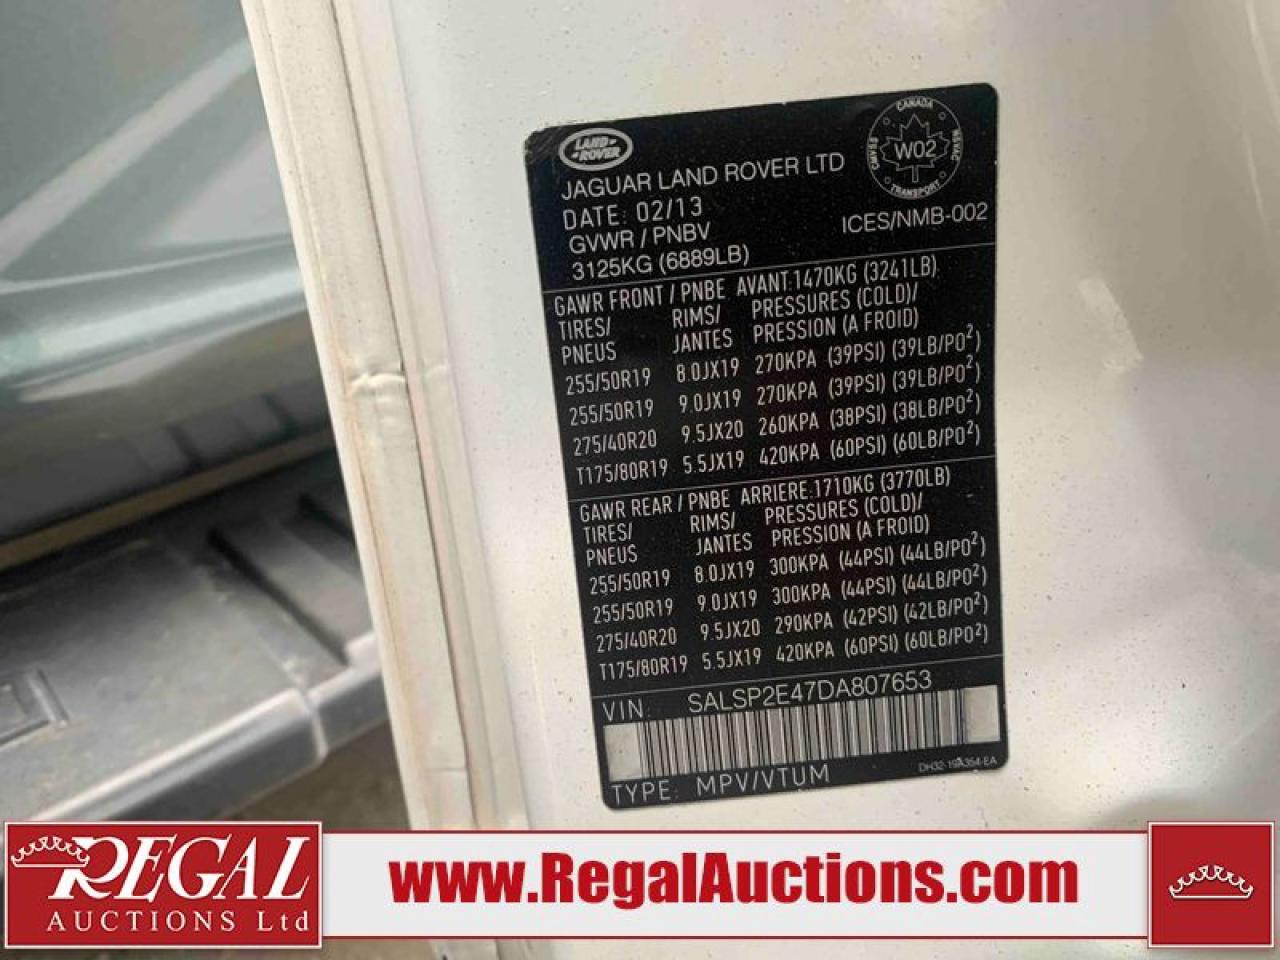 LAND-
-ROVER
JAGUAR LAND ROVER LTD
CANADA
CMVSS
W02
NSVAC
TRANSPORT
DATE: 02/13
ICES/NMB-002
GVWR / PNBV
3125KG (6889LB)
GAWR FRONT / PNBE AVANT:1470KG (3241LB)
TIRES/ RIMS/ PRESSURES (COLD)/
PNEUS JANTES PRESSION (A FROID)
255/50R19 8.0JX19 270KPA (39PSI) (39LB/PO²)
255/50R19 9.0JX19 270KPA (39PSI) (39LB/PO²)
275/40R20 9.5JX20 260KPA (38PSI) (38LB/PO²)
T175/80R19 5.5JX19 420KPA (60PSI) (60LB/PO²)
GAWR REAR / PNBE ARRIERE:1710KG (3770LB)
TIRES/ RIMS/ PRESSURES (COLD)/
PNEUS JANTES PRESSION (A FROID)
255/50R19 8.0JX19 300KPA (44PSI) (44LB/PO²)
255/50R19 9.0JX19 300KPA (44PSI) (44LB/PO²)
275/40R20 9.5JX20 290KPA (42PSI) (42LB/PO²)
T175/80R19 5.5JX19 420KPA (60PSI) (60LB/PO²)
VIN: SALSP2E47DA807653
TYPE: MPV/VTUM
DH32-19A354-EA
REGAL
AUCTIONS Ltd
www.RegalAuctions.com